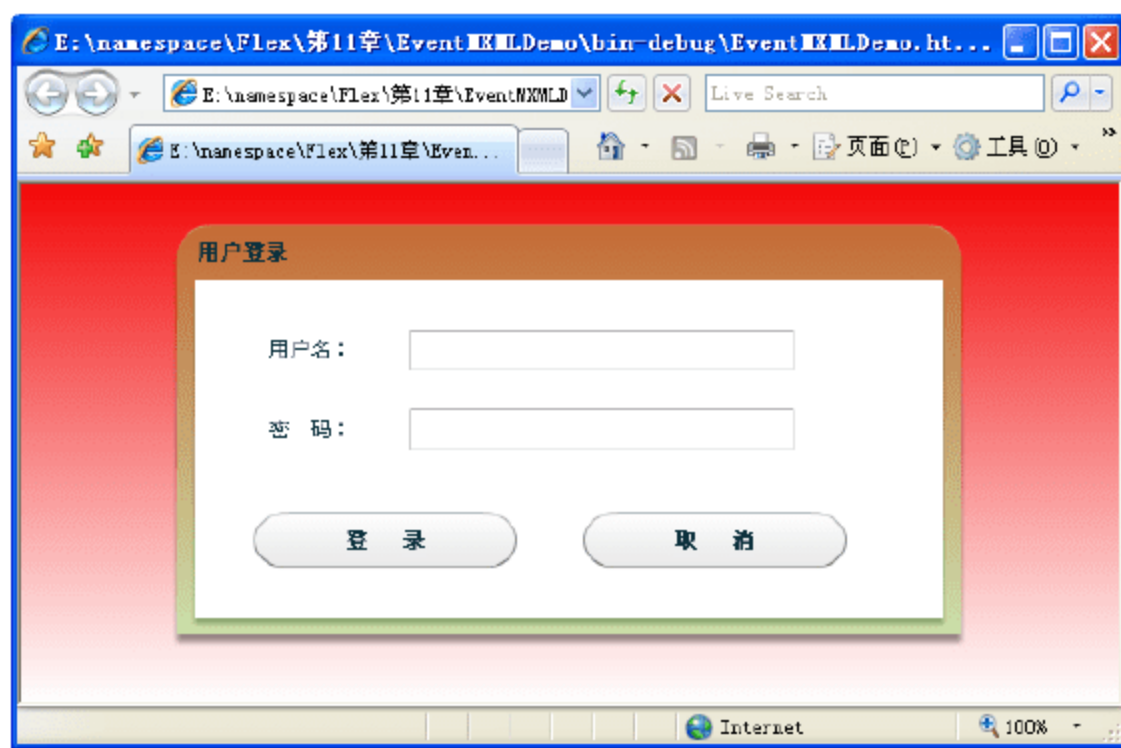 E:\namespace\Flex\第11章\EventMXMLDemo\bin-debug\EventMXMLDemo.ht...
E:\namespace\Flex\第11章\EventMXMLD
Live Search
E:\namespace\Flex\第11章\Even...
页面(P)
工具(O)
»
用户登录
用户名：
密 码：
登 录
取 消
Internet
100%